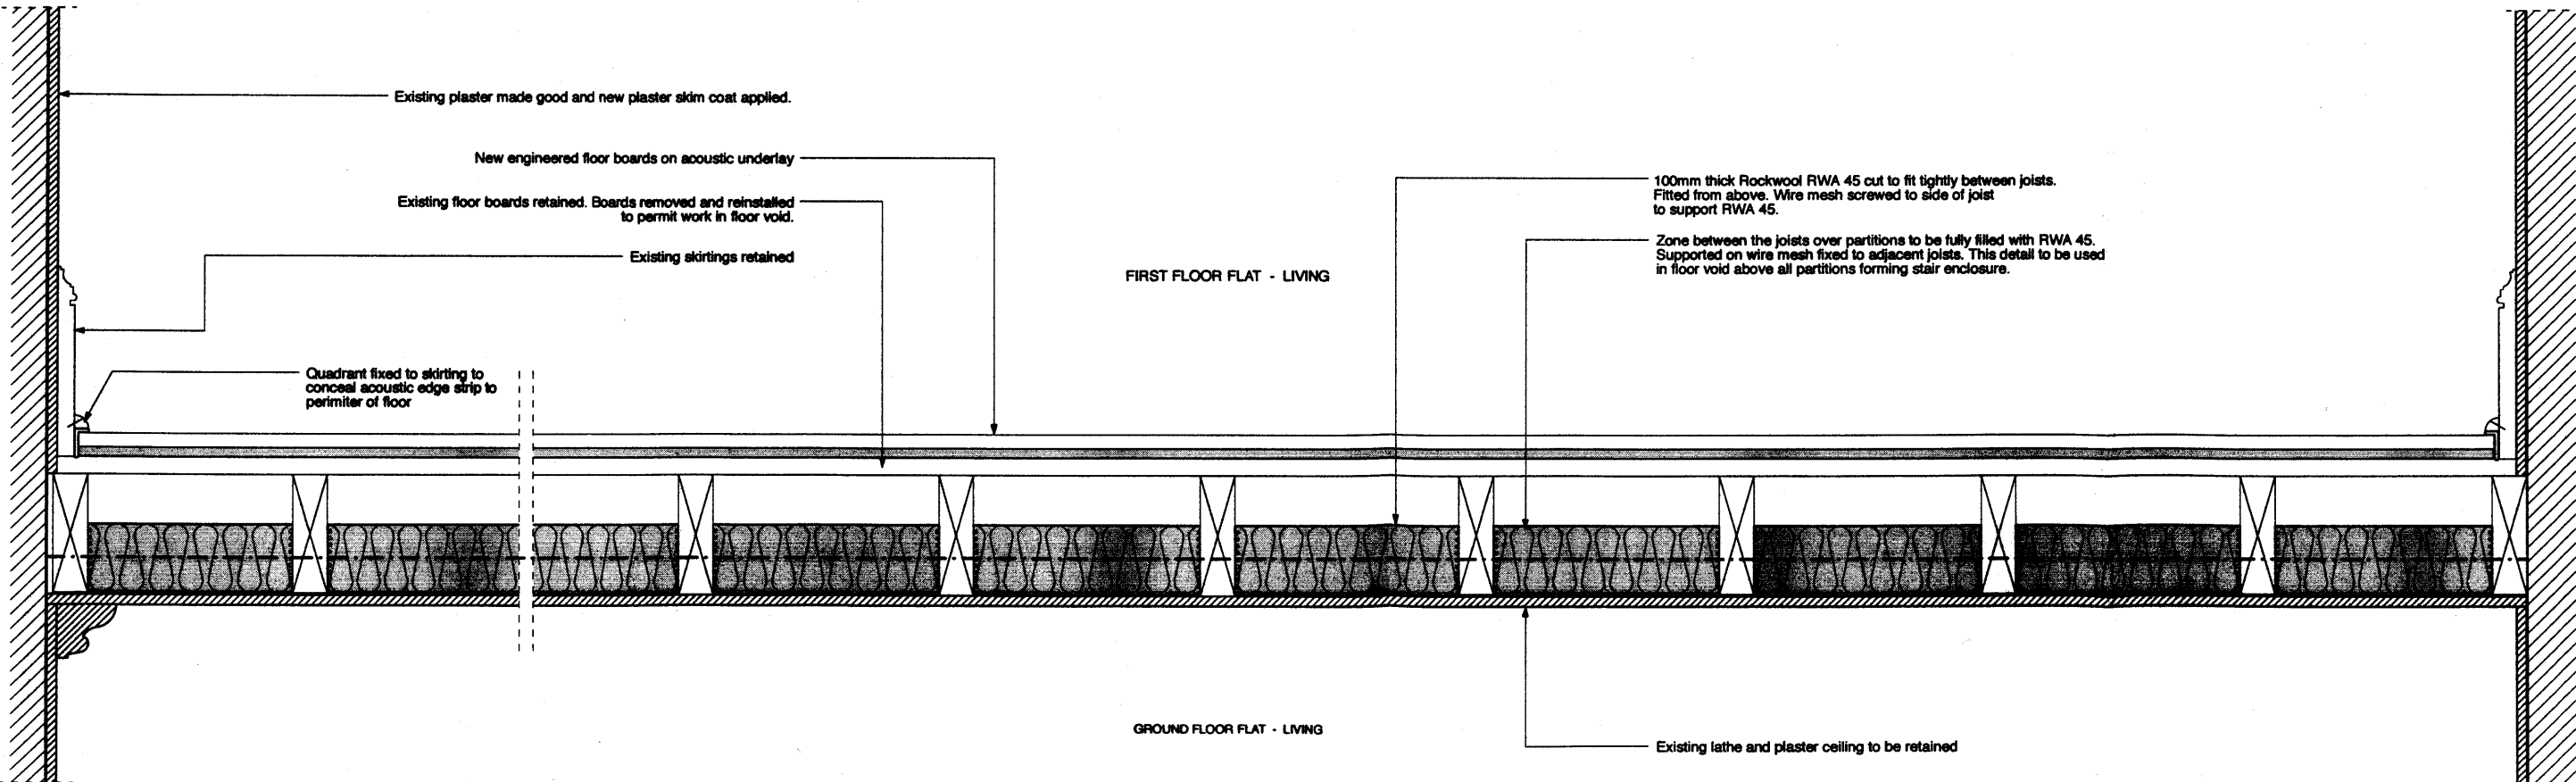 Existing plaster made good and new plaster skim coat applied.
New engineered floor boards on acoustic underlay
Existing floor boards retained. Boards removed and reinstalled
to permit work in floor void.
Existing skirtings retained
Quadrant fixed to skirting to
conceal acoustic edge strip to
perimiter of floor
FIRST FLOOR FLAT - LIVING
100mm thick Rockwool RWA 45 cut to fit tightly between joists.
Fitted from above. Wire mesh screwed to side of joist
to support RWA 45.
Zone between the joists over partitions to be fully filled with RWA 45.
Supported on wire mesh fixed to adjacent joists. This detail to be used
in floor void above all partitions forming stair enclosure.
GROUND FLOOR FLAT - LIVING
Existing lathe and plaster ceiling to be retained